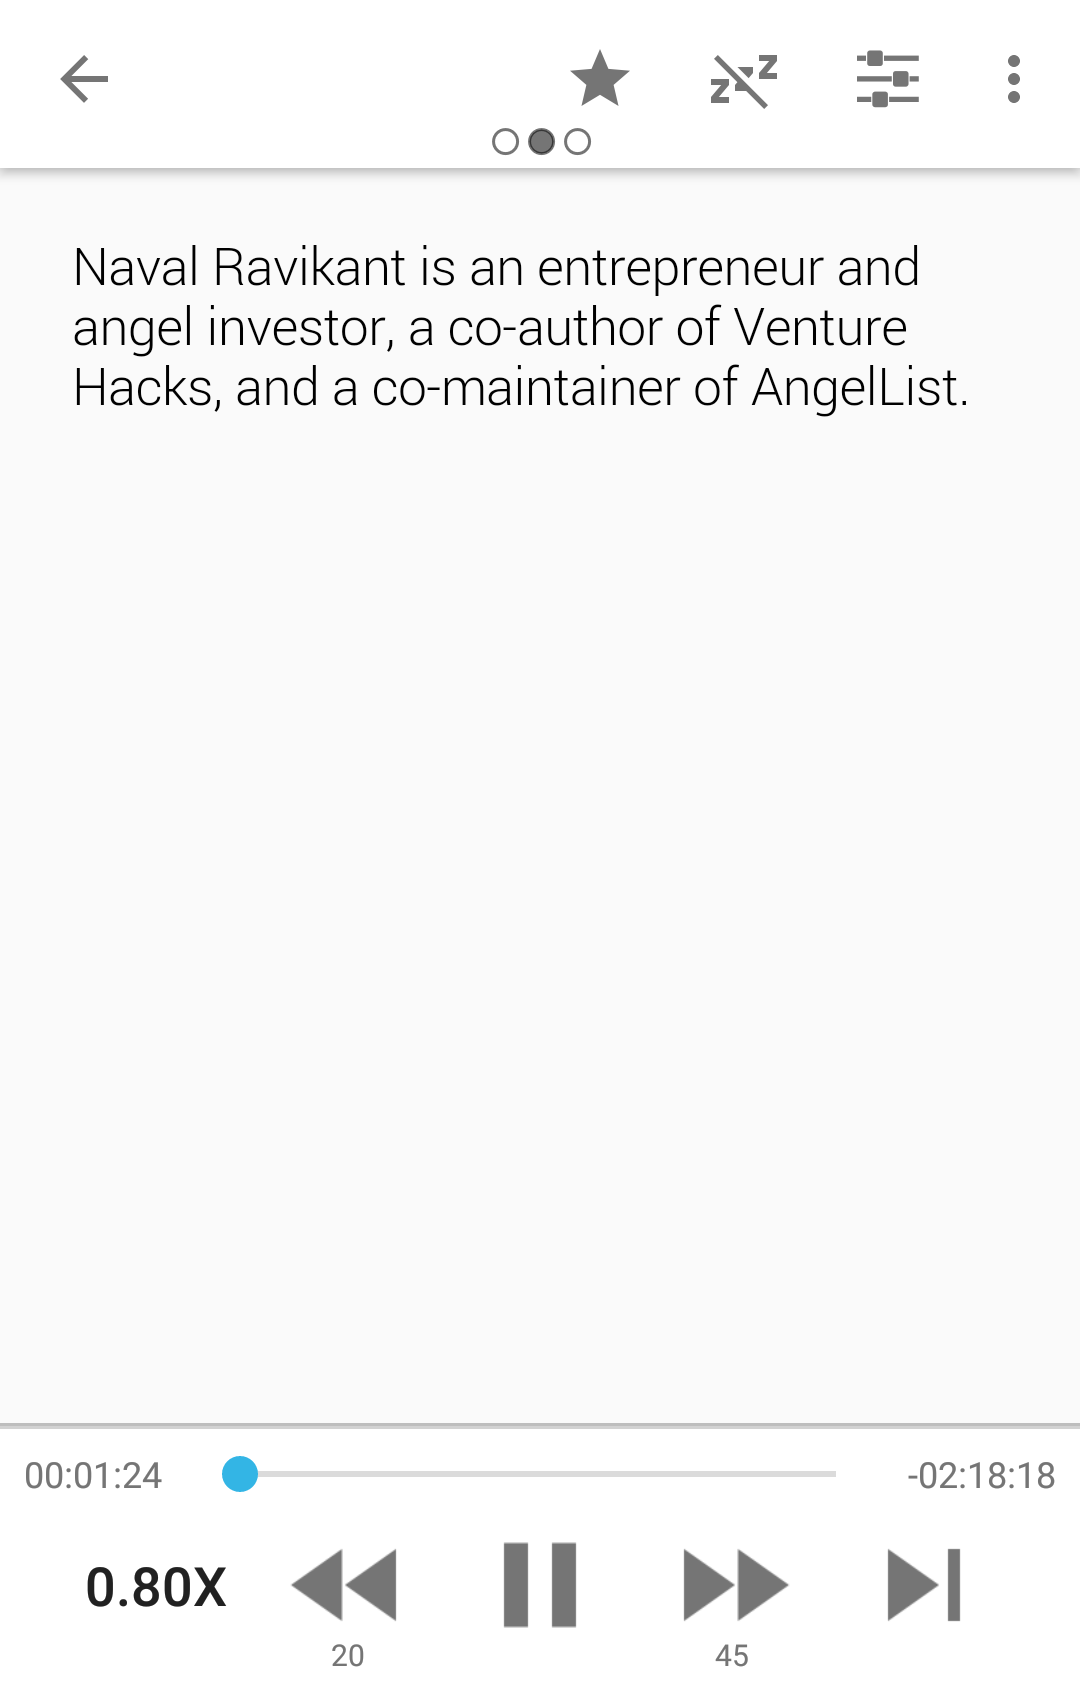 Naval Ravikant is an entrepreneur and
angel investor, a co-author of Venture
Hacks, and a co-maintainer of AngelList.
00:01:24
-02:18:18
0.80X
20
45